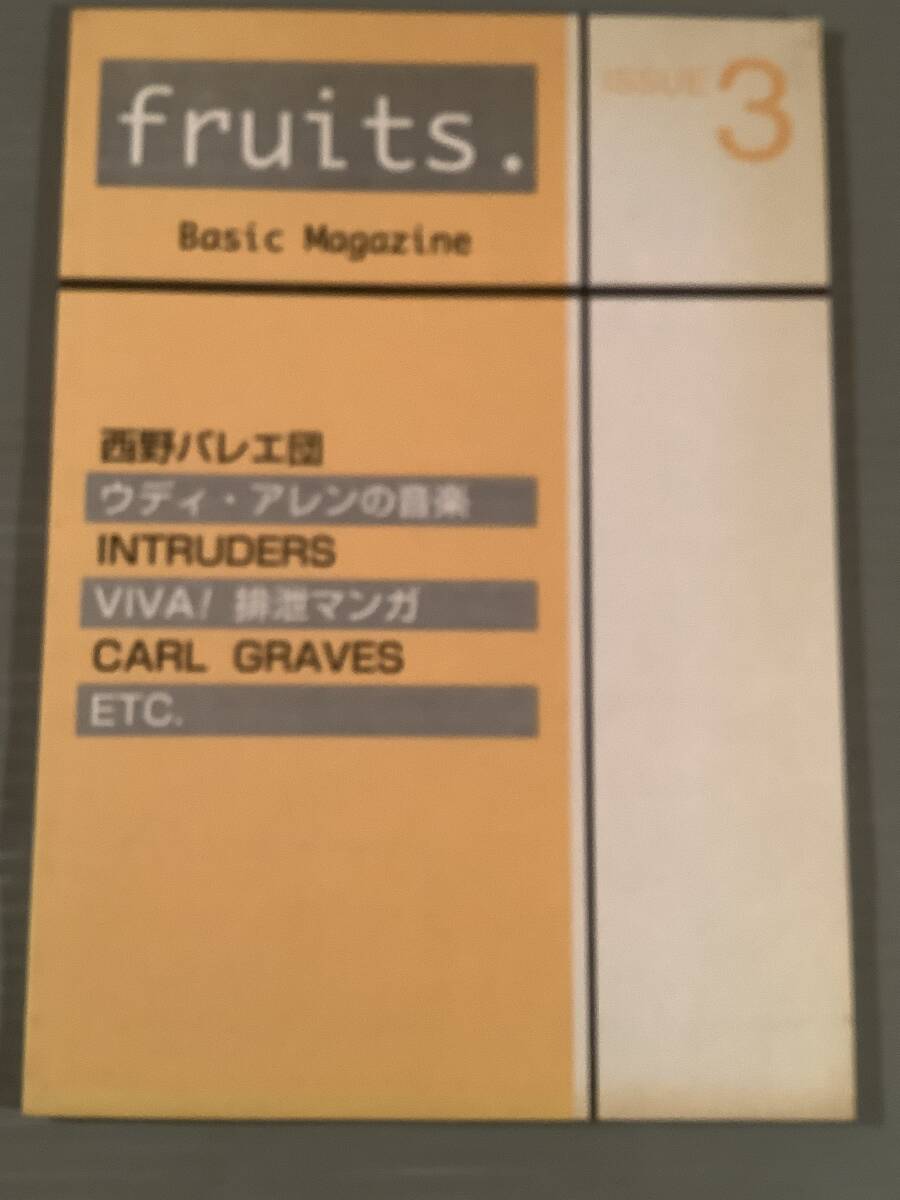 fruits.
ISSUE 3
Basic Magazine
西野バレエ団
ウディ・アレンの音楽
INTRUDERS
VIVA! 排泄マンガ
CARL GRAVES
ETC.